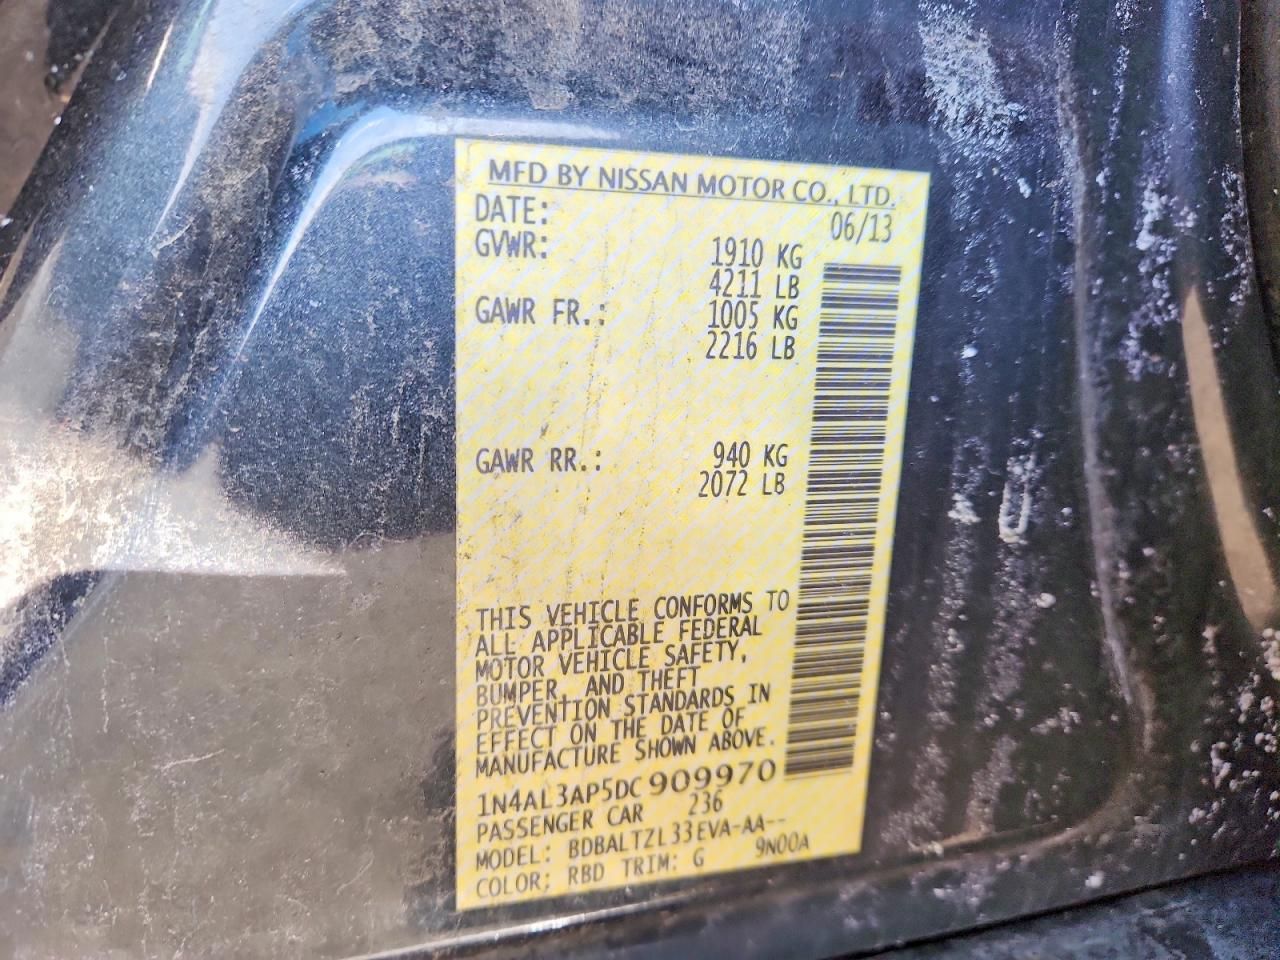 MFD BY NISSAN MOTOR CO., LTD.
DATE: 06/13
GVWR: 1910 KG
4211 LB
GAWR FR.: 1005 KG
2216 LB
GAWR RR.: 940 KG
2072 LB
THIS VEHICLE CONFORMS TO
ALL APPLICABLE FEDERAL
MOTOR VEHICLE SAFETY,
BUMPER, AND THEFT
PREVENTION STANDARDS IN
EFFECT ON THE DATE OF
MANUFACTURE SHOWN ABOVE.
1N4AL3AP5DC909970
PASSENGER CAR 236
MODEL: BDBALTZL33EVA-AA--
COLOR; RBD TRIM: G 9N00A